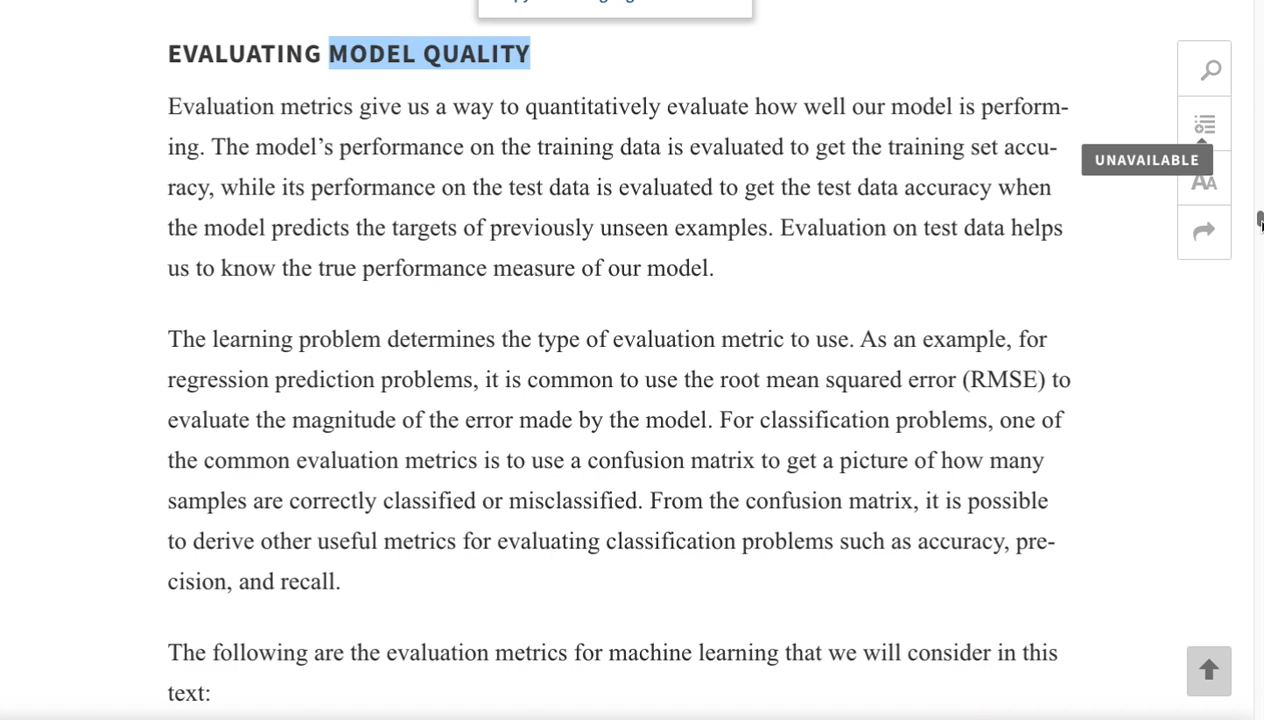 EVALUATING MODEL QUALITY
Evaluation metrics give us a way to quantitatively evaluate how well our model is perform-
ing. The model’s performance on the training data is evaluated to get the training set accu-
UNAVAILABLE
racy, while its performance on the test data is evaluated to get the test data accuracy when
AA
the model predicts the targets of previously unseen examples. Evaluation on test data helps
us to know the true performance measure of our model.
The learning problem determines the type of evaluation metric to use. As an example, for
regression prediction problems, it is common to use the root mean squared error (RMSE) to
evaluate the magnitude of the error made by the model. For classification problems, one of
the common evaluation metrics is to use a confusion matrix to get a picture of how many
samples are correctly classified or misclassified. From the confusion matrix, it is possible
to derive other useful metrics for evaluating classification problems such as accuracy, pre-
cision, and recall.
The following are the evaluation metrics for machine learning that we will consider in this
text: